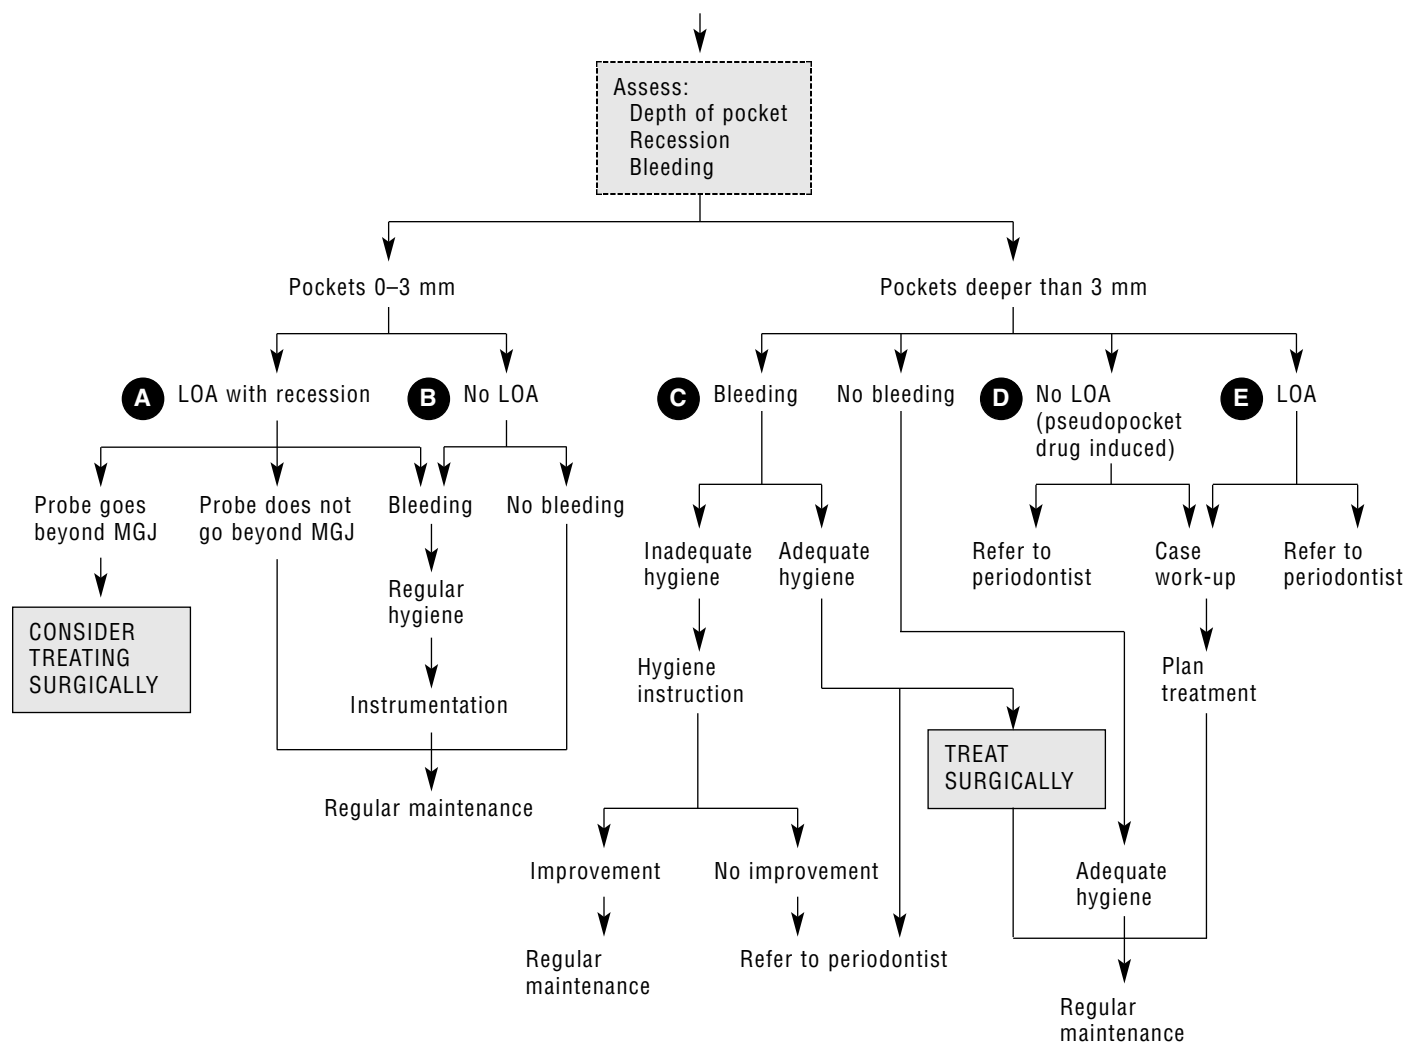 Assess:
Depth of pocket
Recession
Bleeding
Pockets 0–3 mm
Pockets deeper than 3 mm
A
LOA with recession
B
No LOA
C
Bleeding
No bleeding
D
No LOA
(pseudopocket
drug induced)
E
LOA
Probe goes
beyond MGJ
Probe does not
go beyond MGJ
Bleeding
No bleeding
Inadequate
hygiene
Adequate
hygiene
Refer to
periodontist
Case
work-up
Refer to
periodontist
Regular
hygiene
CONSIDER
TREATING
SURGICALLY
Hygiene
instruction
Plan
treatment
Instrumentation
TREAT
SURGICALLY
Regular maintenance
Improvement
No improvement
Adequate
hygiene
Regular
maintenance
Refer to periodontist
Regular
maintenance